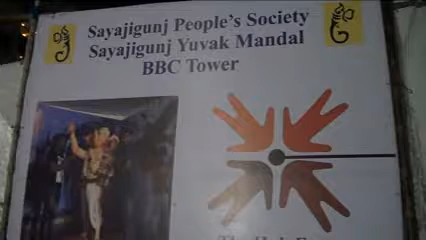 Sayajigunj People's Society
Sayajigunj Yuvak Mandal
BBC Tower